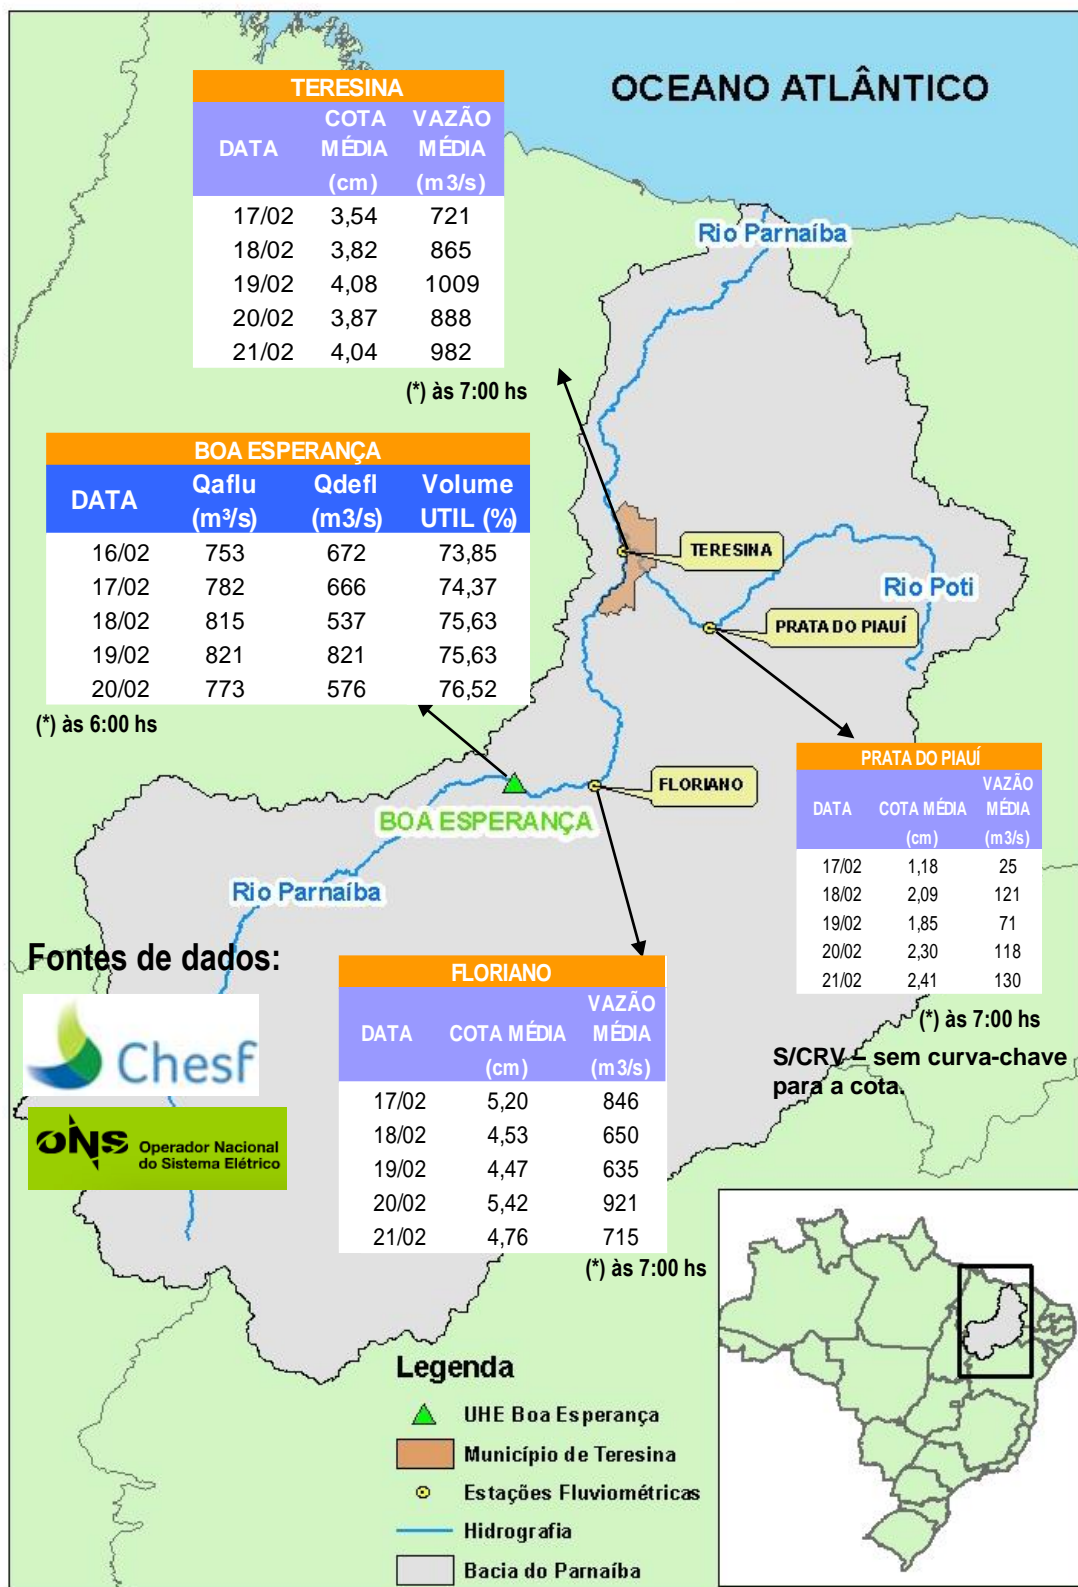 OCEANO ATLÂNTICO
TERESINA
DATA COTA MÉDIA (cm) VAZÃO MÉDIA (m3/s)
17/02 3,54 721
18/02 3,82 865
19/02 4,08 1009
20/02 3,87 888
21/02 4,04 982
(*) às 7:00 hs
Rio Parnaíba
BOA ESPERANÇA
DATA Qaflu (m³/s) Qdefl (m3/s) Volume UTIL (%)
16/02 753 672 73,85
17/02 782 666 74,37
18/02 815 537 75,63
19/02 821 821 75,63
20/02 773 576 76,52
(*) às 6:00 hs
TERESINA
Rio Poti
PRATA DO PIAUÍ
FLORIANO
BOA ESPERANÇA
Rio Parnaíba
PRATA DO PIAUÍ
DATA COTA MÉDIA (cm) VAZÃO MÉDIA (m3/s)
17/02 1,18 25
18/02 2,09 121
19/02 1,85 71
20/02 2,30 118
21/02 2,41 130
(*) às 7:00 hs
S/CRV – sem curva-chave
para a cota.
Fontes de dados:
Chesf
ONS Operador Nacional
do Sistema Elétrico
FLORIANO
DATA COTA MÉDIA (cm) VAZÃO MÉDIA (m3/s)
17/02 5,20 846
18/02 4,53 650
19/02 4,47 635
20/02 5,42 921
21/02 4,76 715
(*) às 7:00 hs
Legenda
UHE Boa Esperança
Município de Teresina
Estações Fluviométricas
Hidrografia
Bacia do Parnaíba